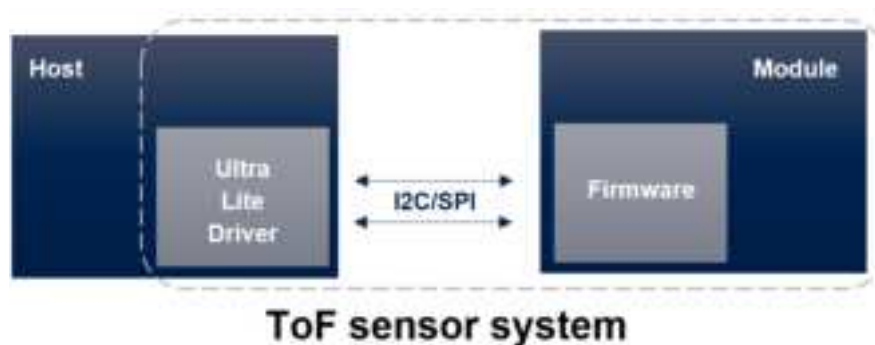 Host
Module
Ultra
Lite
Driver
I2C/SPI
Firmware
ToF sensor system